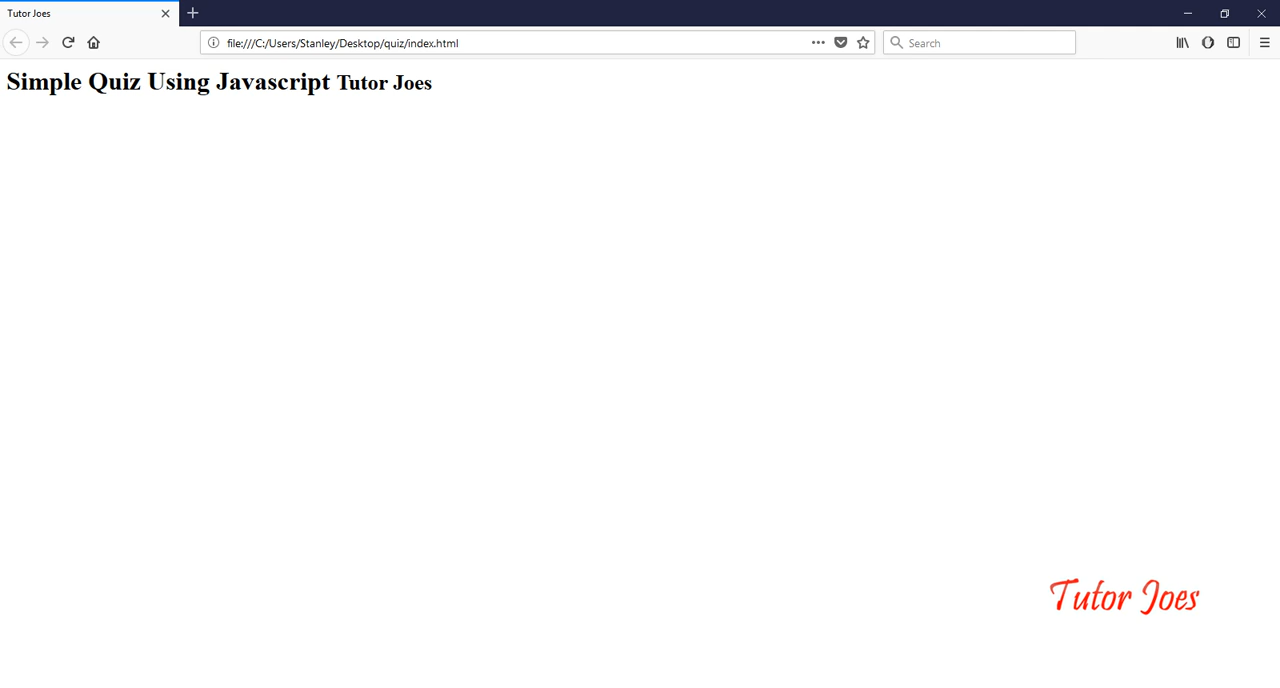 Tutor Joes
file:///C:/Users/Stanley/Desktop/quiz/index.html
Search
Simple Quiz Using Javascript Tutor Joes
Tutor Joes